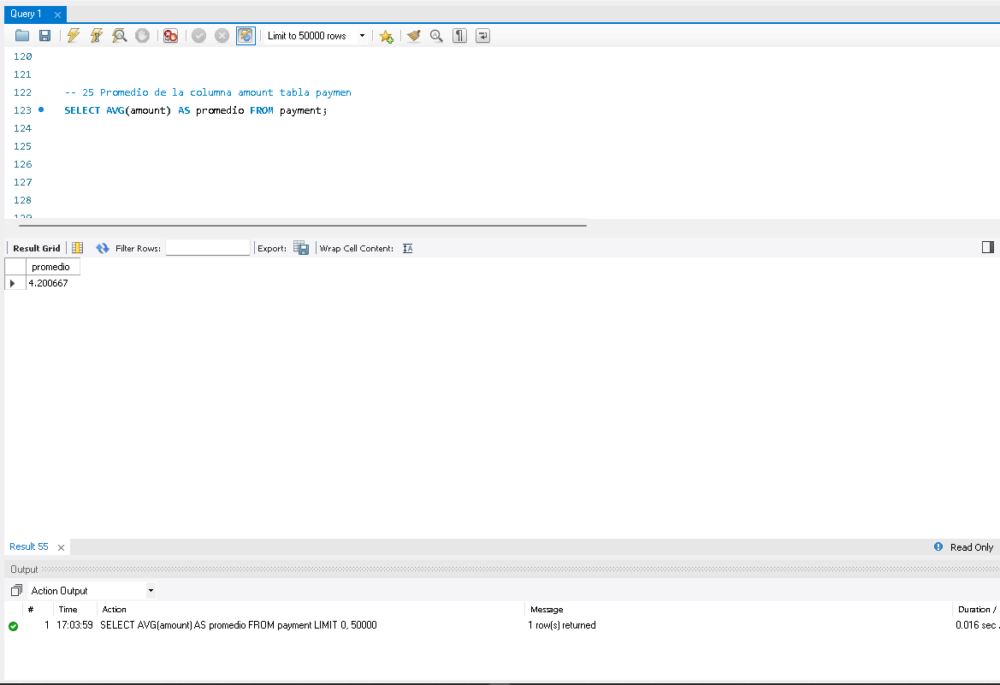 Query 1
Limit to 50000 rows
120
121
122 -- 25 Promedio de la columna amount tabla paymen
123 SELECT AVG(amount) AS promedio FROM payment;
124
125
126
127
128
129
Result Grid Filter Rows: Export: Wrap Cell Content:
promedio
4.200667
Result 55 Read Only
Output
Action Output
# Time Action Message Duration /
1 17:03:59 SELECT AVG(amount) AS promedio FROM payment LIMIT 0, 50000 1 row(s) returned 0.016 sec